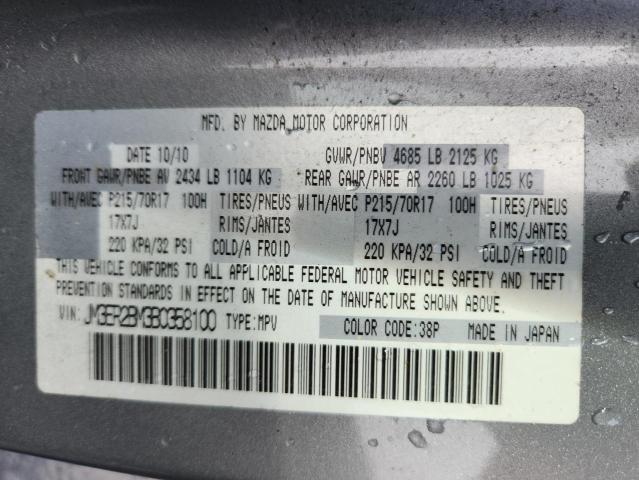 MFD. BY MAZDA MOTOR CORPORATION
DATE 10/10 GVWR/PNBV 4685 LB 2125 KG
FRONT GAWR/PNBE AV 2434 LB 1104 KG REAR GAWR/PNBE AR 2260 LB 1025 KG
WITH/AVEC P215/70R17 100H TIRES/PNEUS WITH/AVEC P215/70R17 100H TIRES/PNEUS
17X7J RIMS/JANTES 17X7J RIMS/JANTES
220 KPA/32 PSI COLD/A FROID 220 KPA/32 PSI COLD/A FROID
THIS VEHICLE CONFORMS TO ALL APPLICABLE FEDERAL MOTOR VEHICLE SAFETY AND THEFT
PREVENTION STANDARDS IN EFFECT ON THE DATE OF MANUFACTURE SHOWN ABOVE.
VIN: JM3ER2BM3B0358100 TYPE:MPV COLOR CODE:38P MADE IN JAPAN